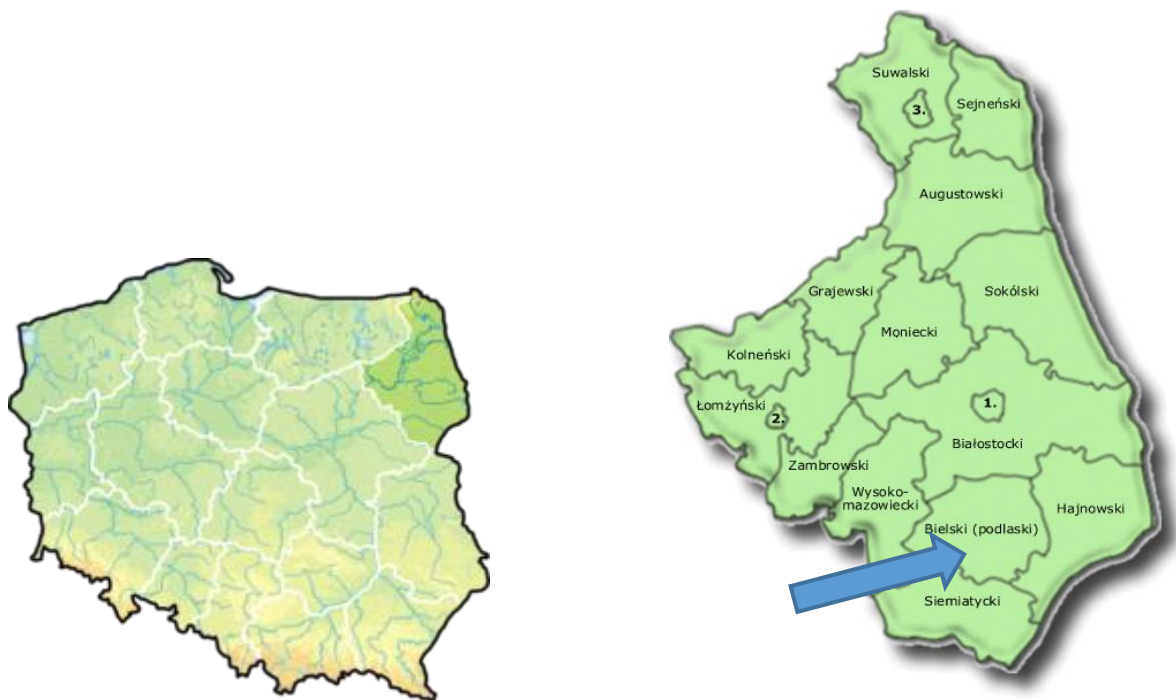 Suwalski
Sejneński
3.
Augustowski
Grajewski
Sokólski
Moniecki
Kolneński
Łomżyński
1.
2.
Białostocki
Zambrowski
Wysoko-
mazowiecki
Hajnowski
Bielski (podlaski)
Siemiatycki